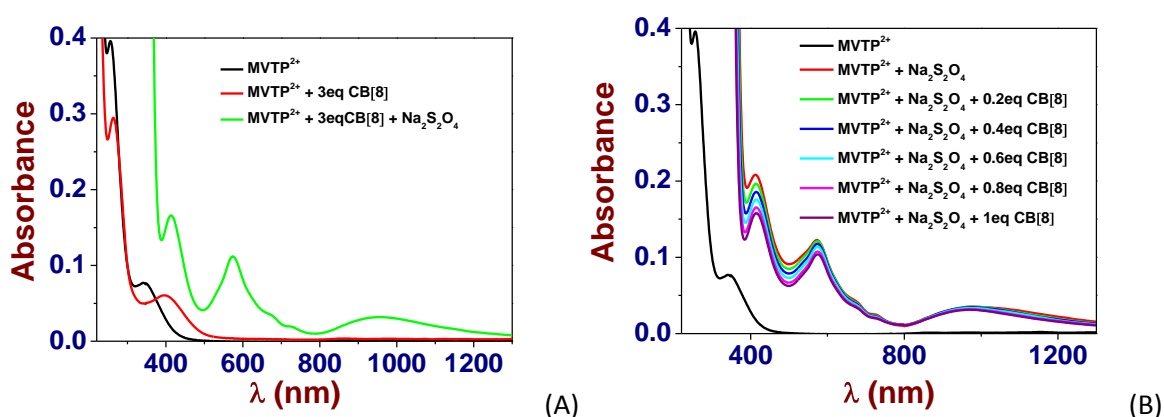 0.4
0.3
0.2
0.1
0.0
Absorbance
MVTP2+
MVTP2+ + 3eq CB[8]
MVTP2+ + 3eqCB[8] + Na2S2O4
400 600 800 1000 1200
λ (nm)
(A)
0.4
0.3
0.2
0.1
0.0
Absorbance
MVTP2+
MVTP2+ + Na2S2O4
MVTP2+ + Na2S2O4 + 0.2eq CB[8]
MVTP2+ + Na2S2O4 + 0.4eq CB[8]
MVTP2+ + Na2S2O4 + 0.6eq CB[8]
MVTP2+ + Na2S2O4 + 0.8eq CB[8]
MVTP2+ + Na2S2O4 + 1eq CB[8]
400 800 1200
λ (nm)
(B)